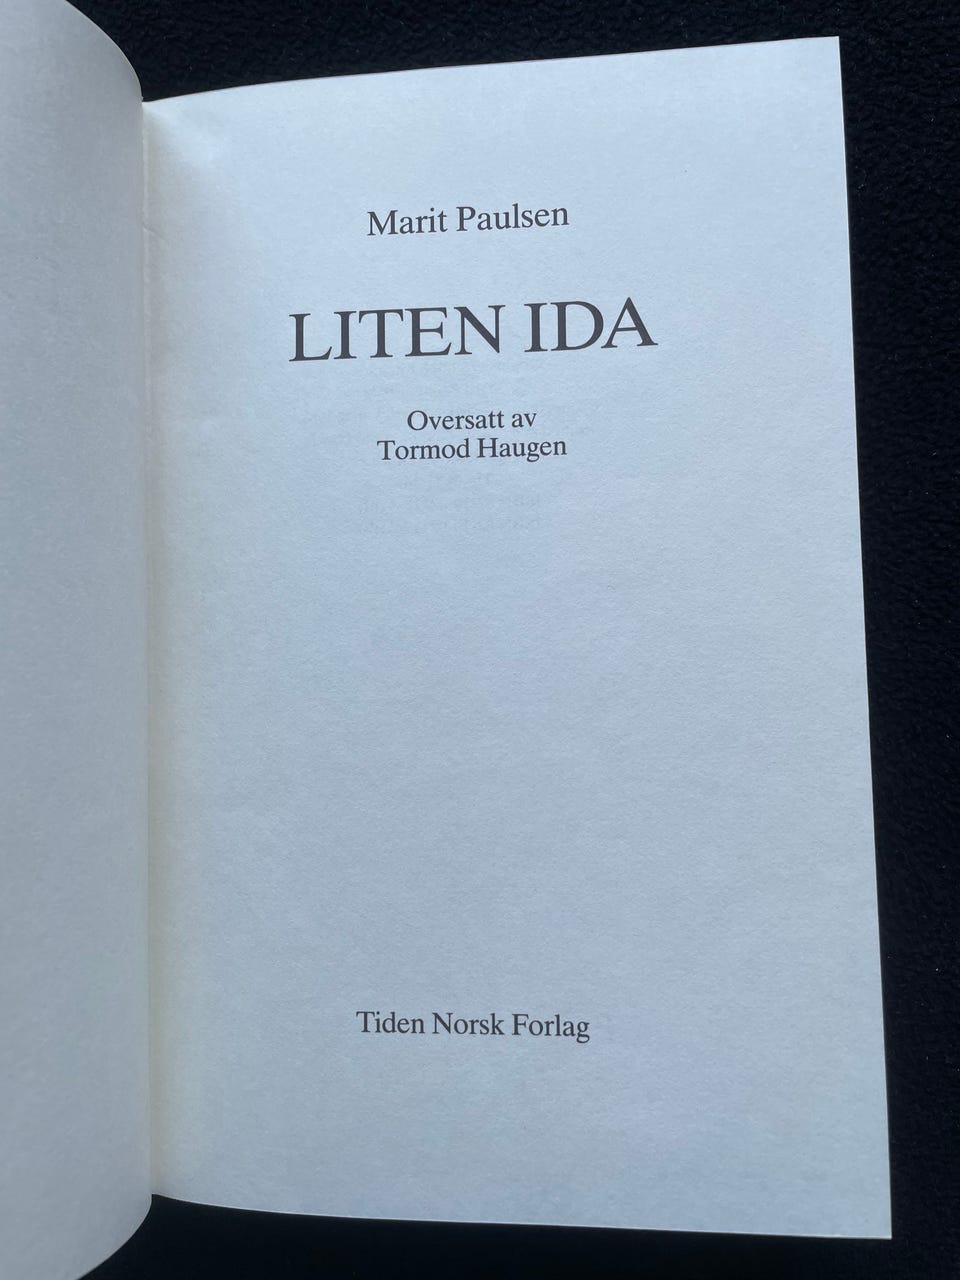 Marit Paulsen
LITEN IDA
Oversatt av
Tormod Haugen
Tiden Norsk Forlag